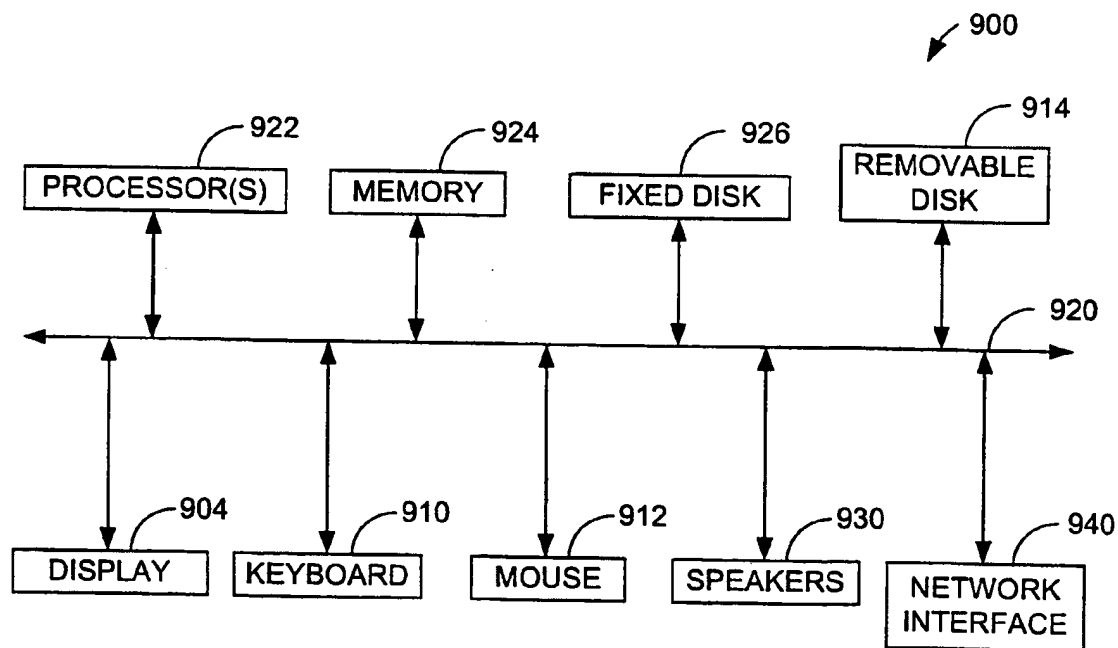 900
922
924
926
914
PROCESSOR(S)
MEMORY
FIXED DISK
REMOVABLE
DISK
920
904
910
912
930
940
DISPLAY
KEYBOARD
MOUSE
SPEAKERS
NETWORK
INTERFACE